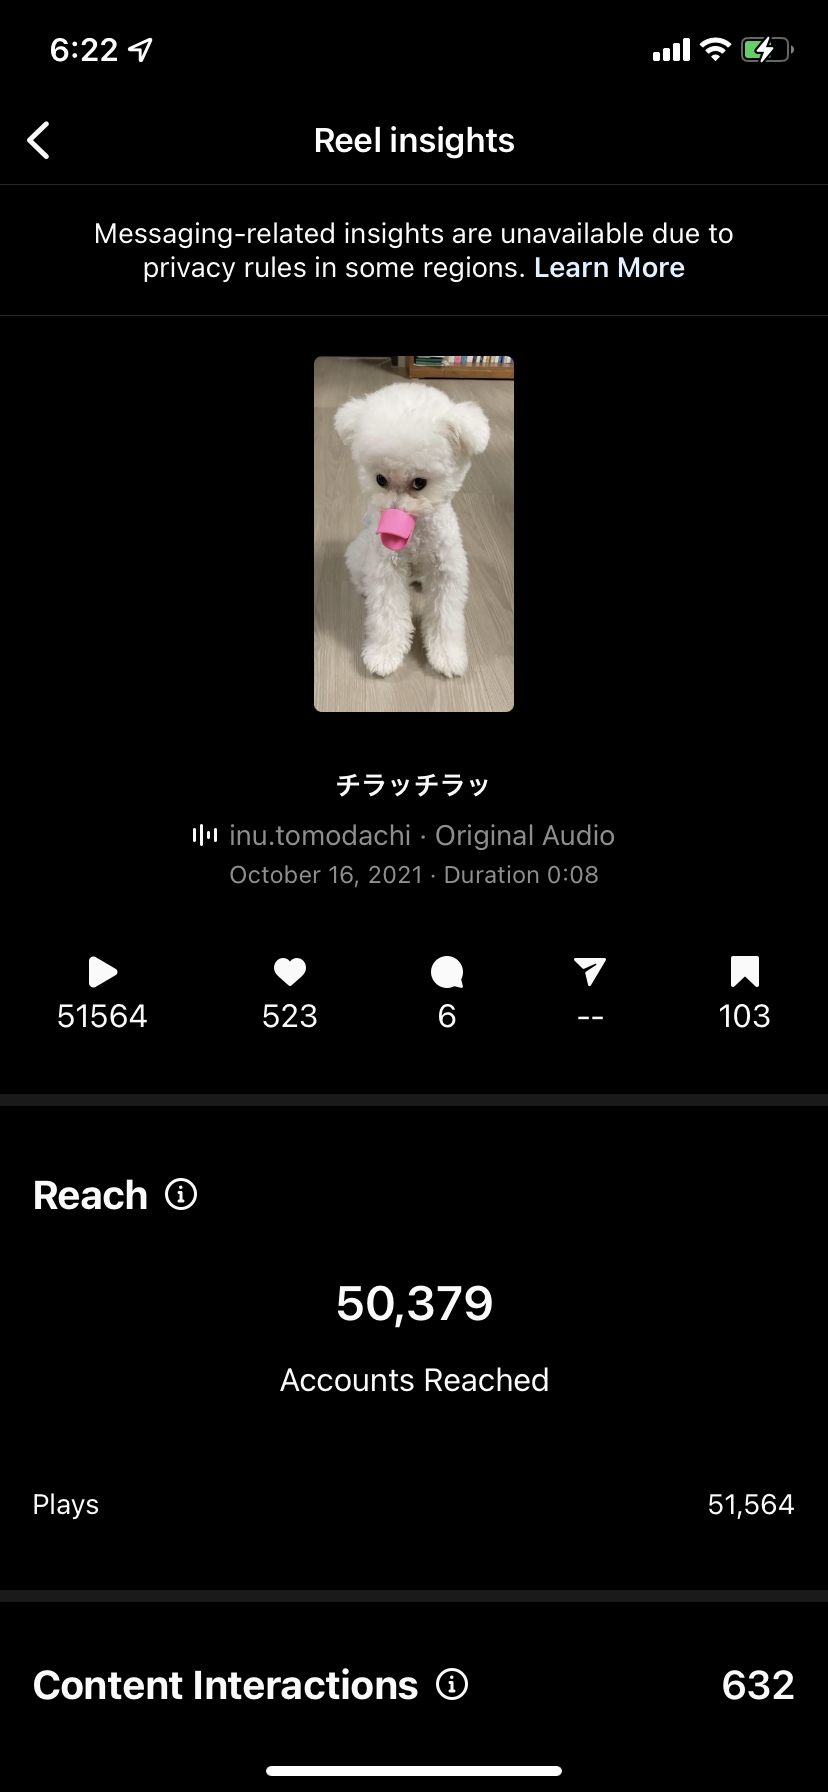 6:22
Reel insights
Messaging-related insights are unavailable due to
privacy rules in some regions. Learn More
チラッチラッ
inu.tomodachi · Original Audio
October 16, 2021 · Duration 0:08
51564 523 6 -- 103
Reach
50,379
Accounts Reached
Plays 51,564
Content Interactions 632